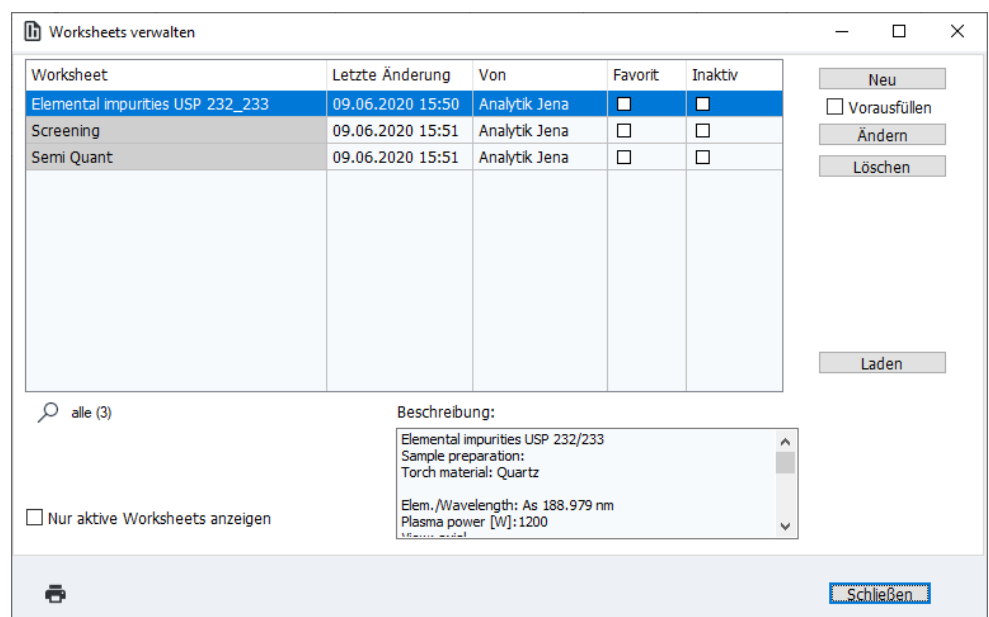 Worksheets verwalten
Worksheet Letzte Änderung Von Favorit Inaktiv
Elemental impurities USP 232_233 09.06.2020 15:50 Analytik Jena
Screening 09.06.2020 15:51 Analytik Jena
Semi Quant 09.06.2020 15:51 Analytik Jena
Neu
Vorausfüllen
Ändern
Löschen
Laden
alle (3)
Beschreibung:
Elemental impurities USP 232/233
Sample preparation:
Torch material: Quartz
Elem./Wavelength: As 188.979 nm
Plasma power [W]:1200
Nur aktive Worksheets anzeigen
Schließen